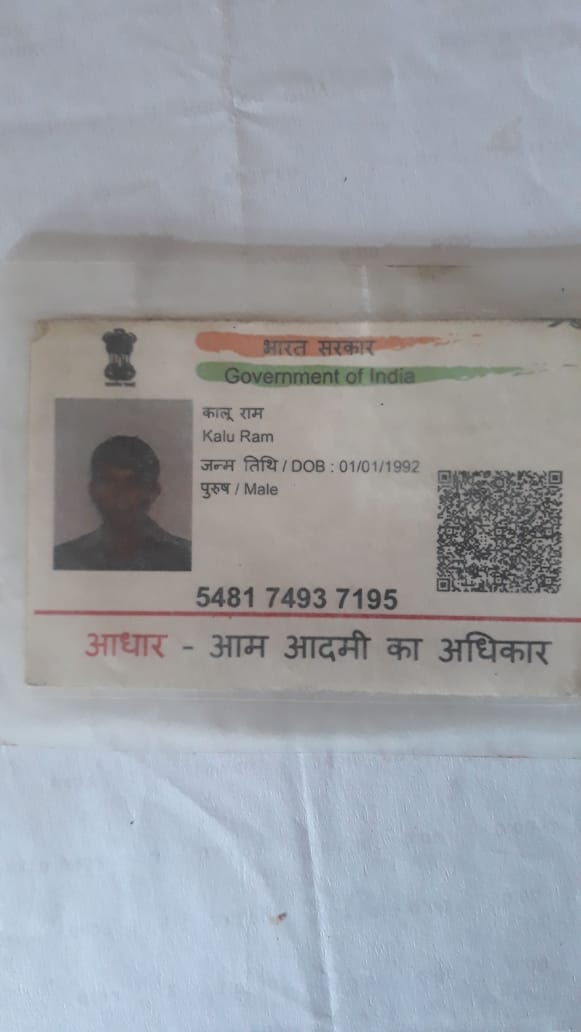 भारत सरकार
Government of India
कालू राम
Kalu Ram
जन्म तिथि / DOB : 01/01/1992
पुरुष / Male
5481 7493 7195
आधार - आम आदमी का अधिकार